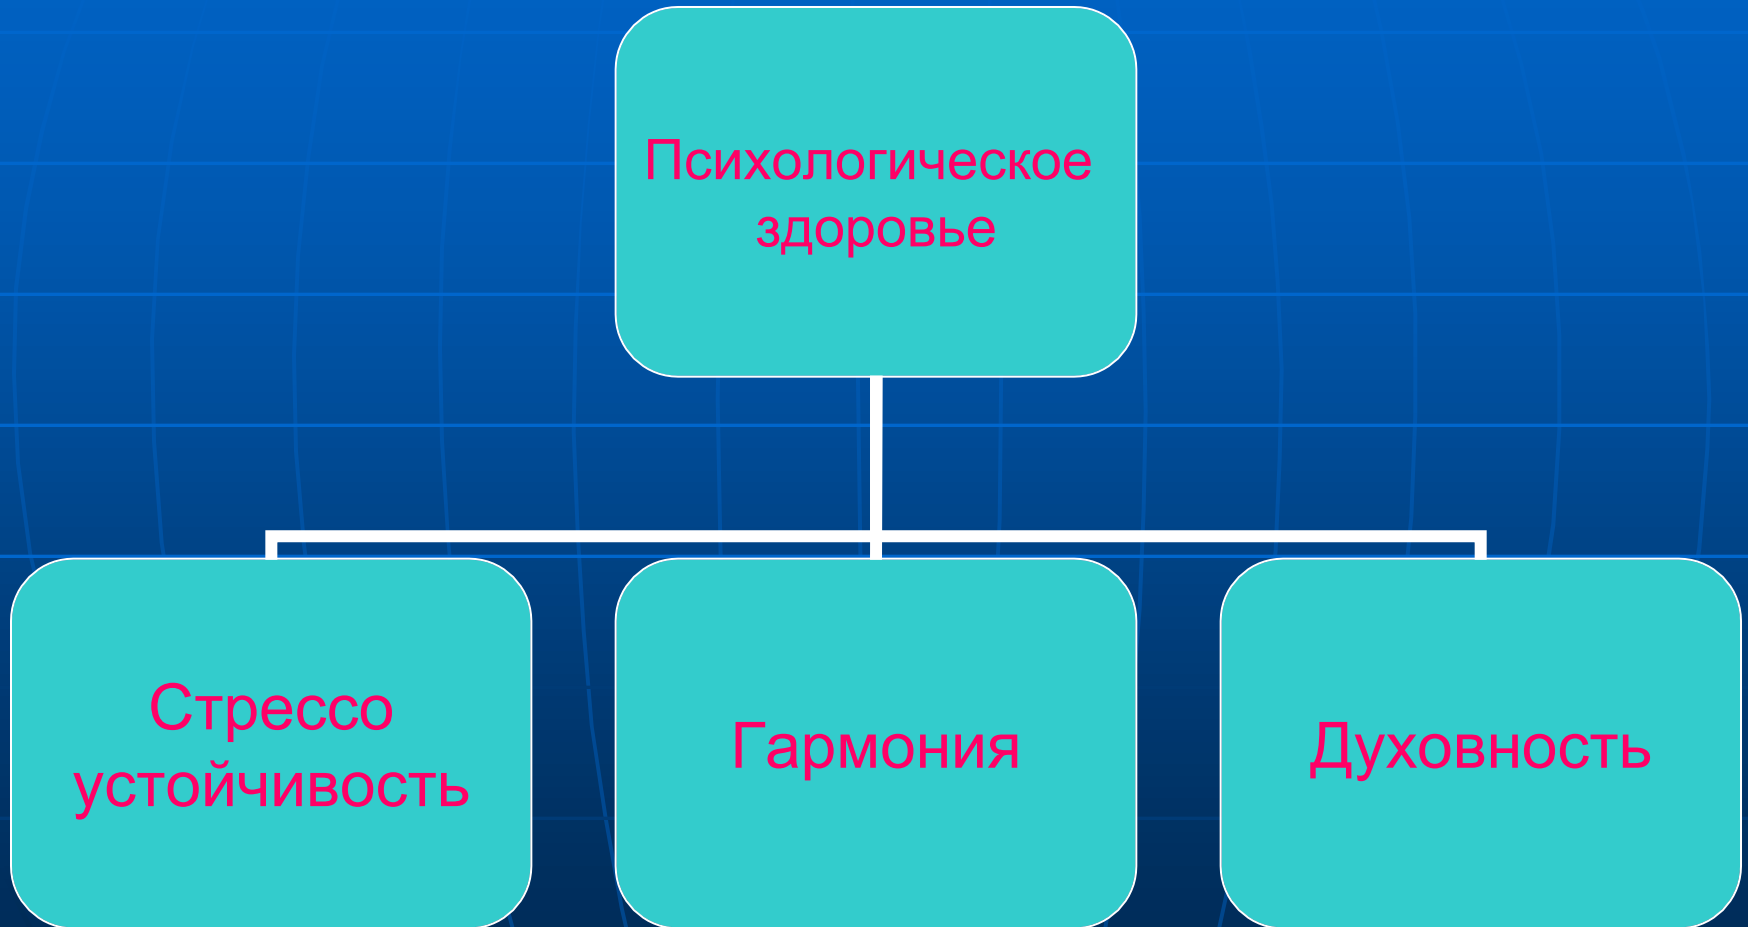 Психологическое
здоровье
Стрессо
устойчивость
Гармония
Духовность